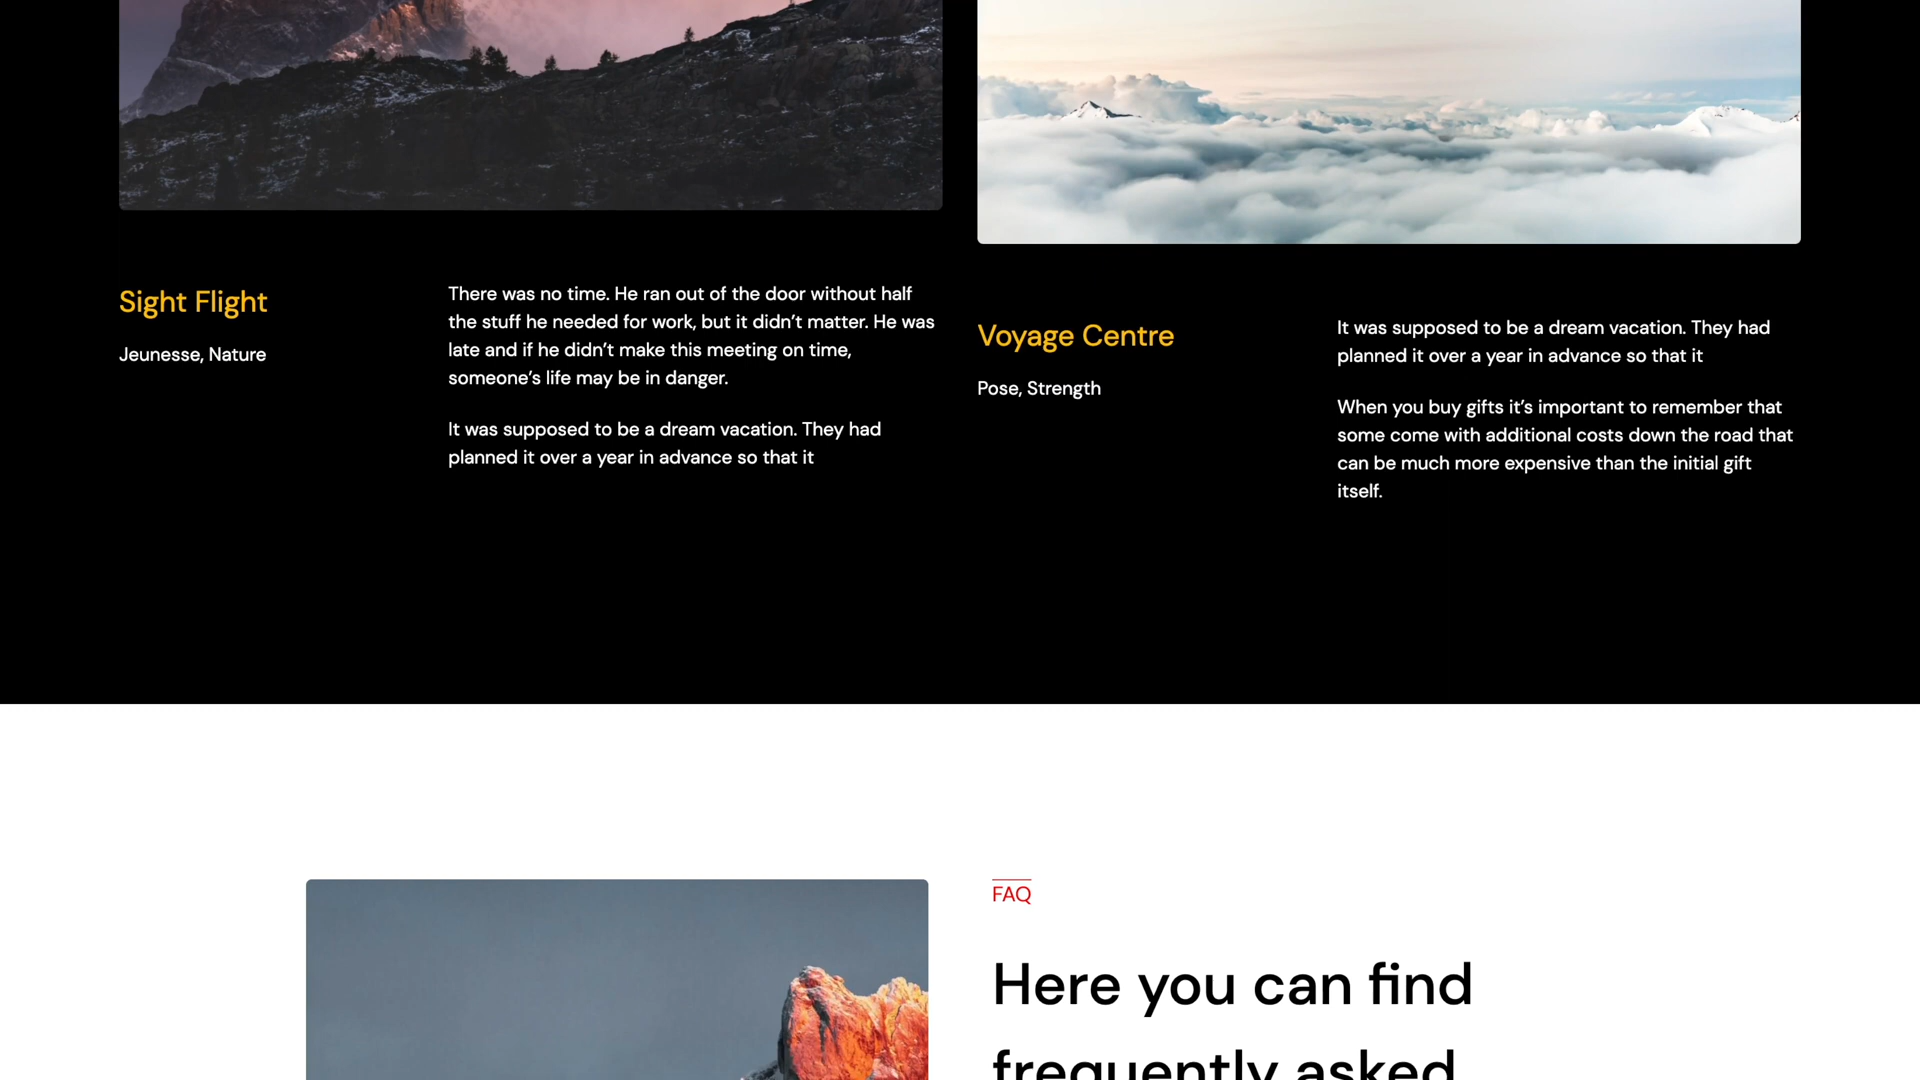 Sight Flight
Jeunesse, Nature
There was no time. He ran out of the door without half
the stuff he needed for work, but it didn’t matter. He was
late and if he didn’t make this meeting on time,
someone’s life may be in danger.
It was supposed to be a dream vacation. They had
planned it over a year in advance so that it
Voyage Centre
Pose, Strength
It was supposed to be a dream vacation. They had
planned it over a year in advance so that it
When you buy gifts it’s important to remember that
some come with additional costs down the road that
can be much more expensive than the initial gift
itself.
FAQ
Here you can find
frequently asked